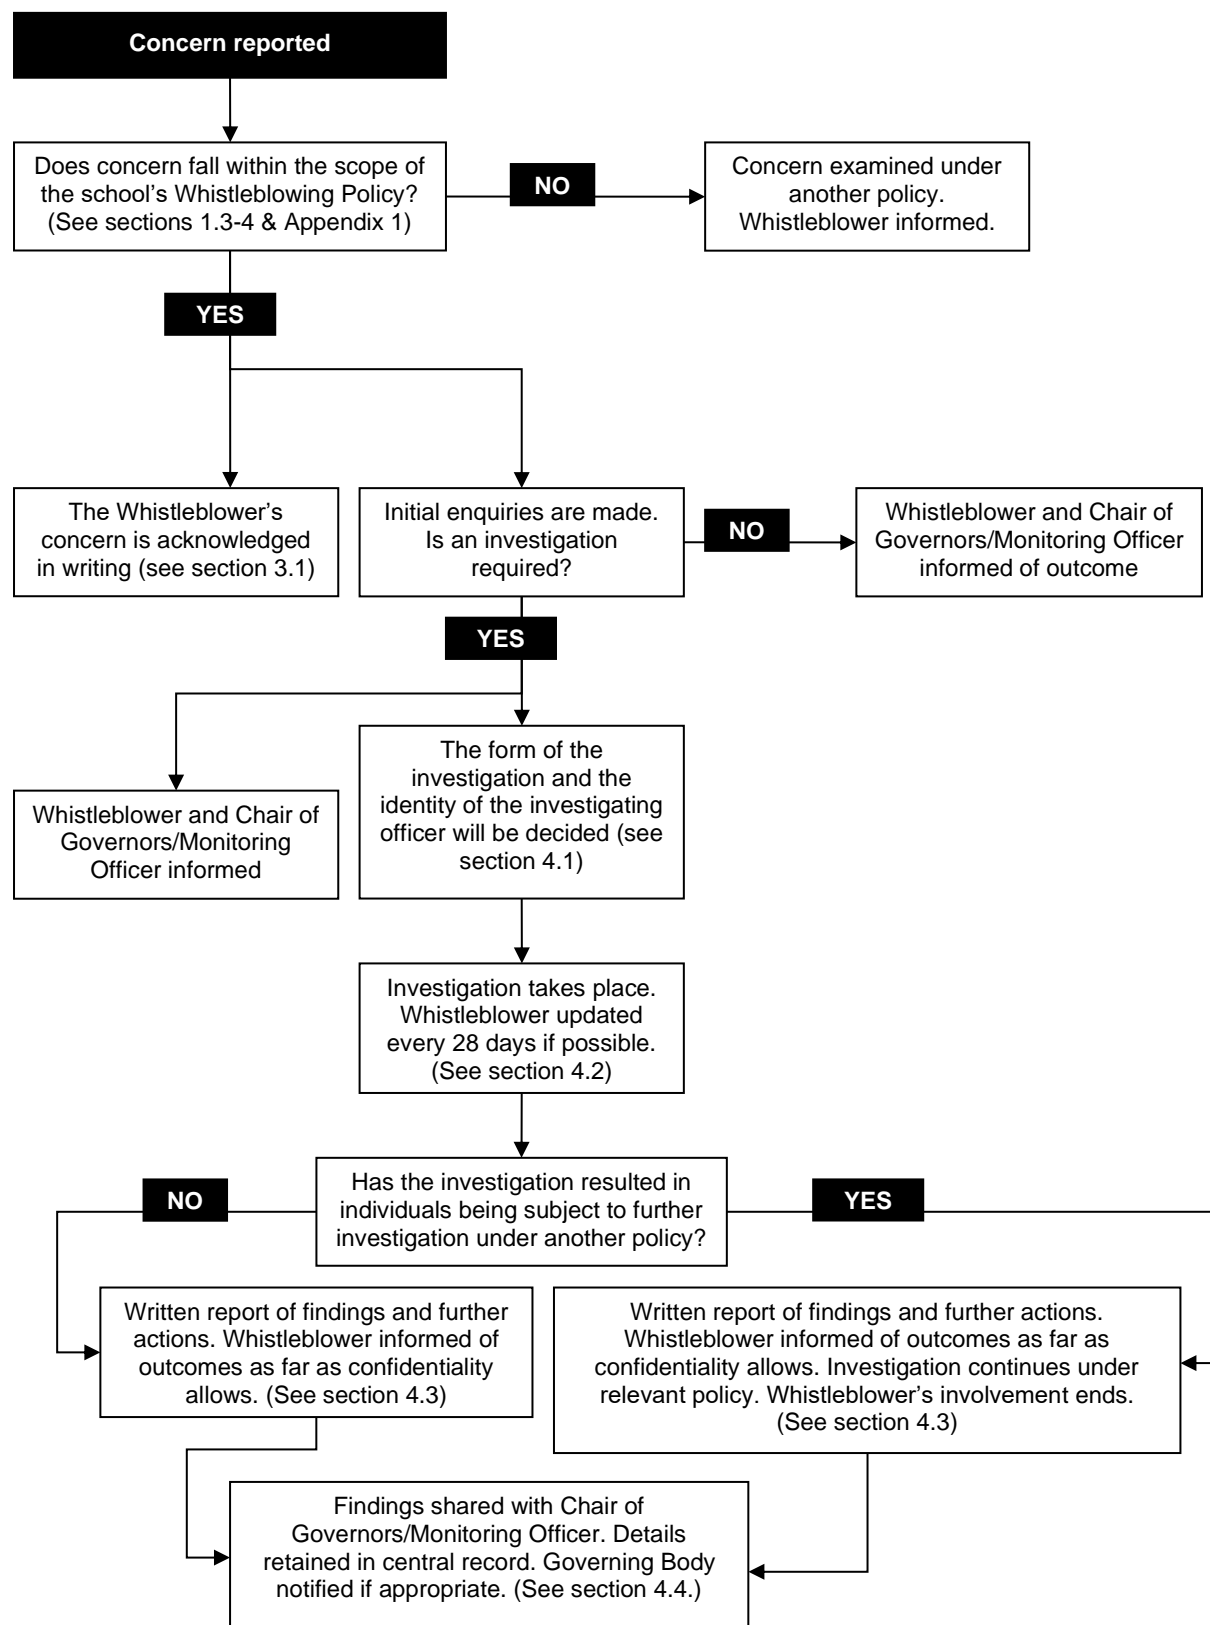 Concern reported
Does concern fall within the scope of
the school's Whistleblowing Policy?
(See sections 1.3-4 & Appendix 1)
NO
Concern examined under
another policy.
Whistleblower informed.
YES
The Whistleblower's
concern is acknowledged
in writing (see section 3.1)
Initial enquiries are made.
Is an investigation
required?
NO
Whistleblower and Chair of
Governors/Monitoring Officer
informed of outcome
YES
Whistleblower and Chair of
Governors/Monitoring
Officer informed
The form of the
investigation and the
identity of the investigating
officer will be decided (see
section 4.1)
Investigation takes place.
Whistleblower updated
every 28 days if possible.
(See section 4.2)
Has the investigation resulted in
individuals being subject to further
investigation under another policy?
NO
YES
Written report of findings and further
actions. Whistleblower informed of
outcomes as far as confidentiality
allows. (See section 4.3)
Written report of findings and further actions.
Whistleblower informed of outcomes as far as
confidentiality allows. Investigation continues under
relevant policy. Whistleblower's involvement ends.
(See section 4.3)
Findings shared with Chair of
Governors/Monitoring Officer. Details
retained in central record. Governing Body
notified if appropriate. (See section 4.4.)